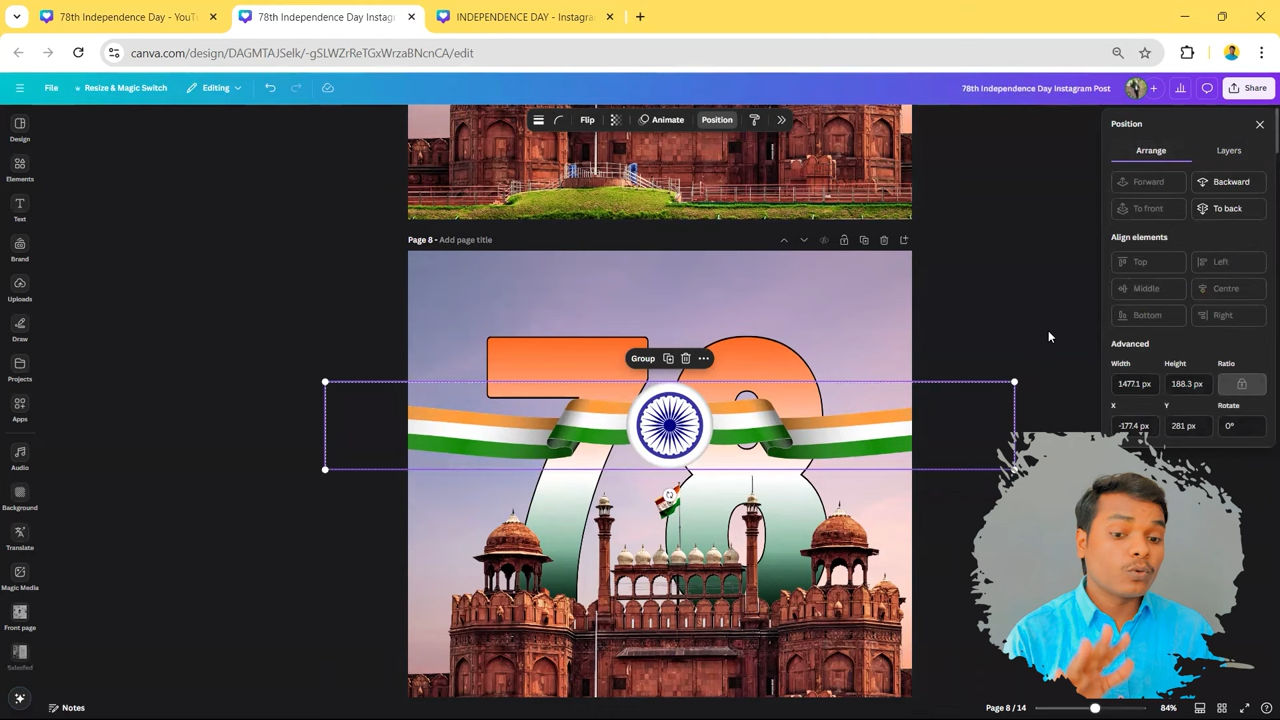 78th Independence Day - YouT
78th Independence Day Instagra
INDEPENDENCE DAY - Instagra
canva.com/design/DAGMTAJSelk/-gSLWZrReTGxWrzaBNcnCA/edit
File
Resize & Magic Switch
Editing
78th Independence Day Instagram Post
Share
Flip
Animate
Position
Position
Arrange
Layers
Forward
Backward
To front
To back
Align elements
Top
Left
Middle
Centre
Bottom
Right
Advanced
Width
Height
Ratio
1477.1 px
188.3 px
X
Y
Rotate
-177.4 px
281 px
0°
Design
Elements
Text
Brand
Uploads
Draw
Projects
Apps
Audio
Background
Translate
Magic Media
Front page
Selected
Page 8 - Add page title
Group
78
Notes
Page 8 / 14
84%